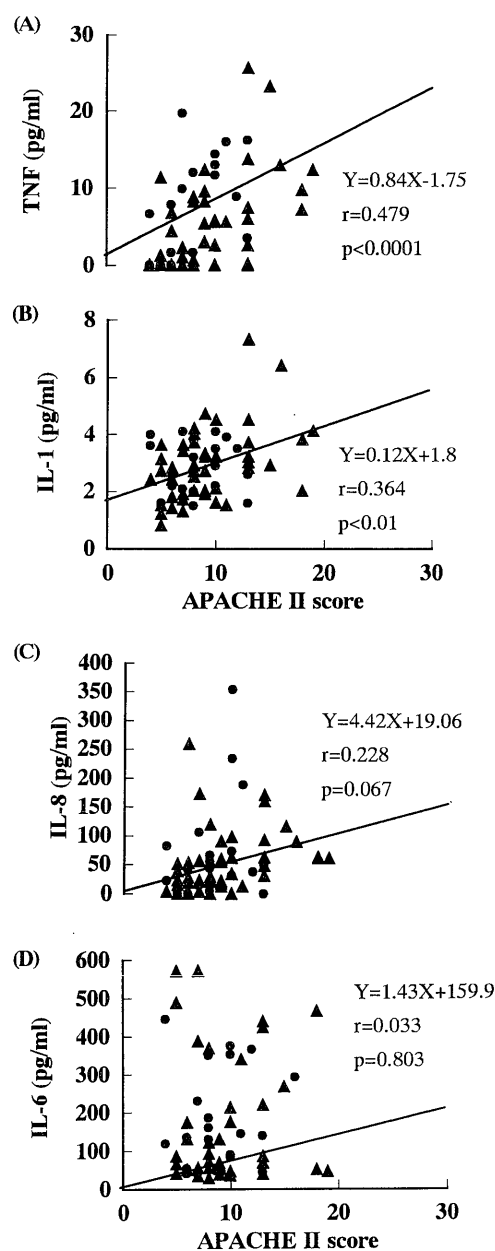 (A)
TNF (pg/ml)
30
20
10
0
Y=0.84X-1.75
r=0.479
p<0.0001
(B)
IL-1 (pg/ml)
8
6
4
2
0
Y=0.12X+1.8
r=0.364
p<0.01
0 10 20 30
APACHE II score
(C)
IL-8 (pg/ml)
400
350
300
250
200
150
100
50
0
Y=4.42X+19.06
r=0.228
p=0.067
(D)
IL-6 (pg/ml)
600
500
400
300
200
100
0
Y=1.43X+159.9
r=0.033
p=0.803
0 10 20 30
APACHE II score